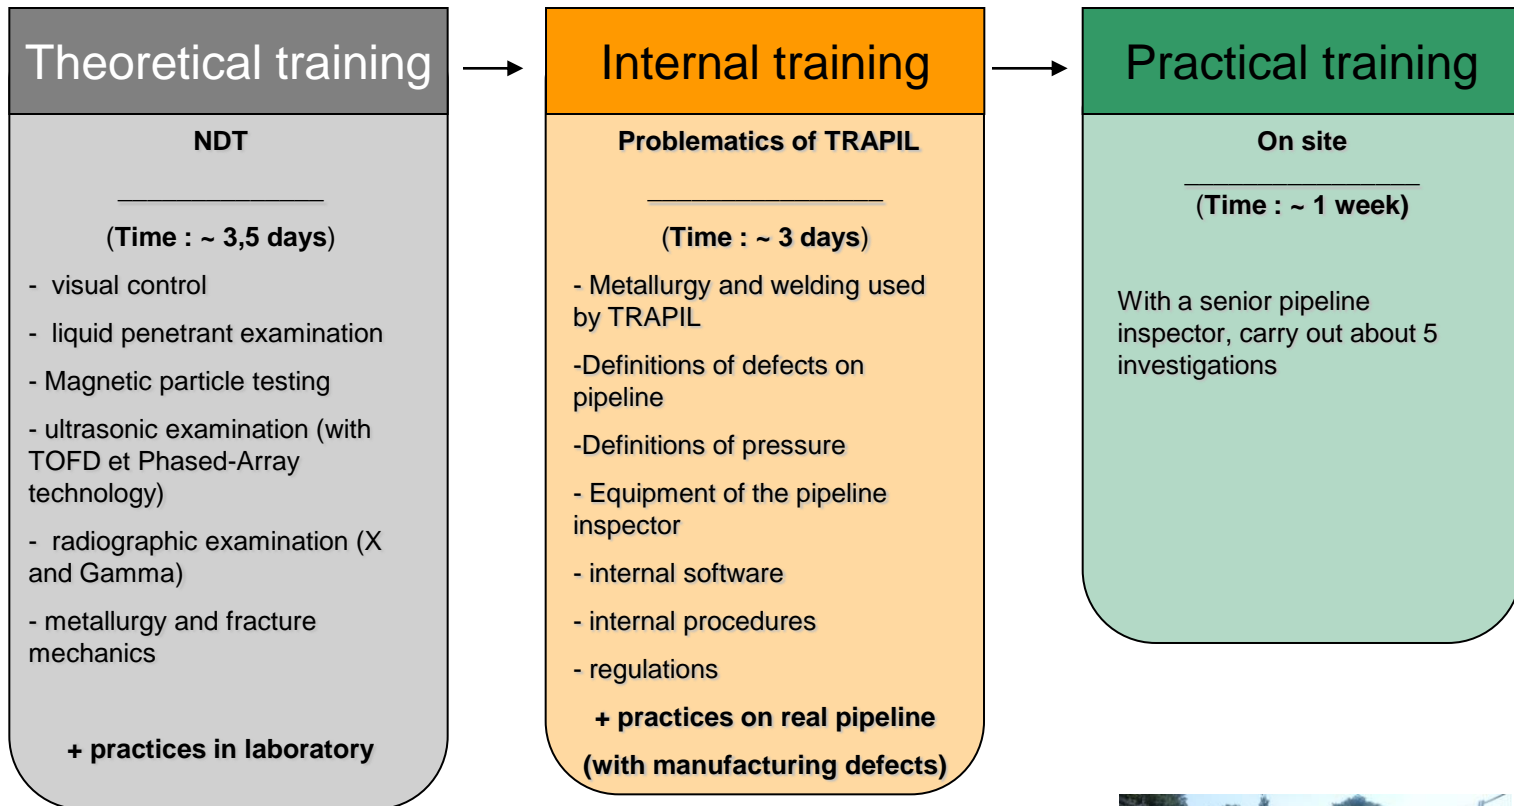 Theoretical training
NDT
______________
(Time : ~ 3,5 days)
- visual control
- liquid penetrant examination
- Magnetic particle testing
- ultrasonic examination (with
TOFD et Phased-Array
technology)
- radiographic examination (X
and Gamma)
- metallurgy and fracture
mechanics
+ practices in laboratory
Internal training
Problematics of TRAPIL
________________
(Time : ~ 3 days)
- Metallurgy and welding used
by TRAPIL
-Definitions of defects on
pipeline
-Definitions of pressure
- Equipment of the pipeline
inspector
- internal software
- internal procedures
- regulations
+ practices on real pipeline
(with manufacturing defects)
Practical training
On site
________________
(Time : ~ 1 week)
With a senior pipeline
inspector, carry out about 5
investigations